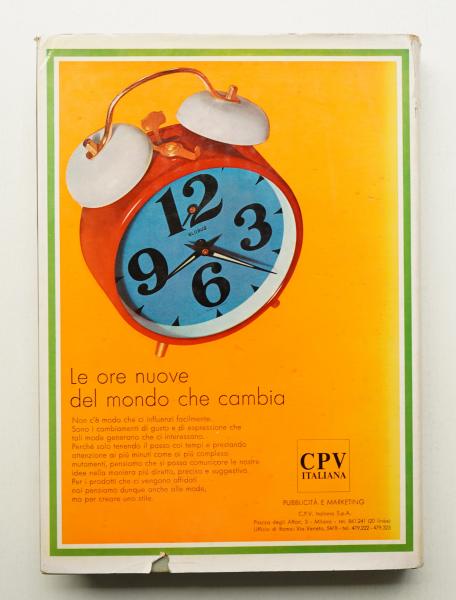 12
3
6
9
GLOBUS
Le ore nuove
del mondo che cambia
Non c'è moda che ci influenzi facilmente.
Sono i cambiamenti di gusto e di espressione che
tali mode generano che ci interessano.
Perché solo tenendo il passo coi tempi e prestando
attenzione ai più minuti come ai più complessi
mutamenti, pensiamo che si possa comunicare le nostre
idee nella maniera più diretta, precisa e suggestiva.
Per i prodotti che ci vengono affidati
noi pensiamo dunque anche alle mode,
ma per creare uno stile.
CPV
ITALIANA
PUBBLICITÀ E MARKETING
C.P.V. Italiana S.p.A.
Piazza degli Affari, 3 - Milano - tel. 861.241 (20 linee)
Ufficio di Roma: Via Veneto, 54/B - tel. 479.222 - 479.323